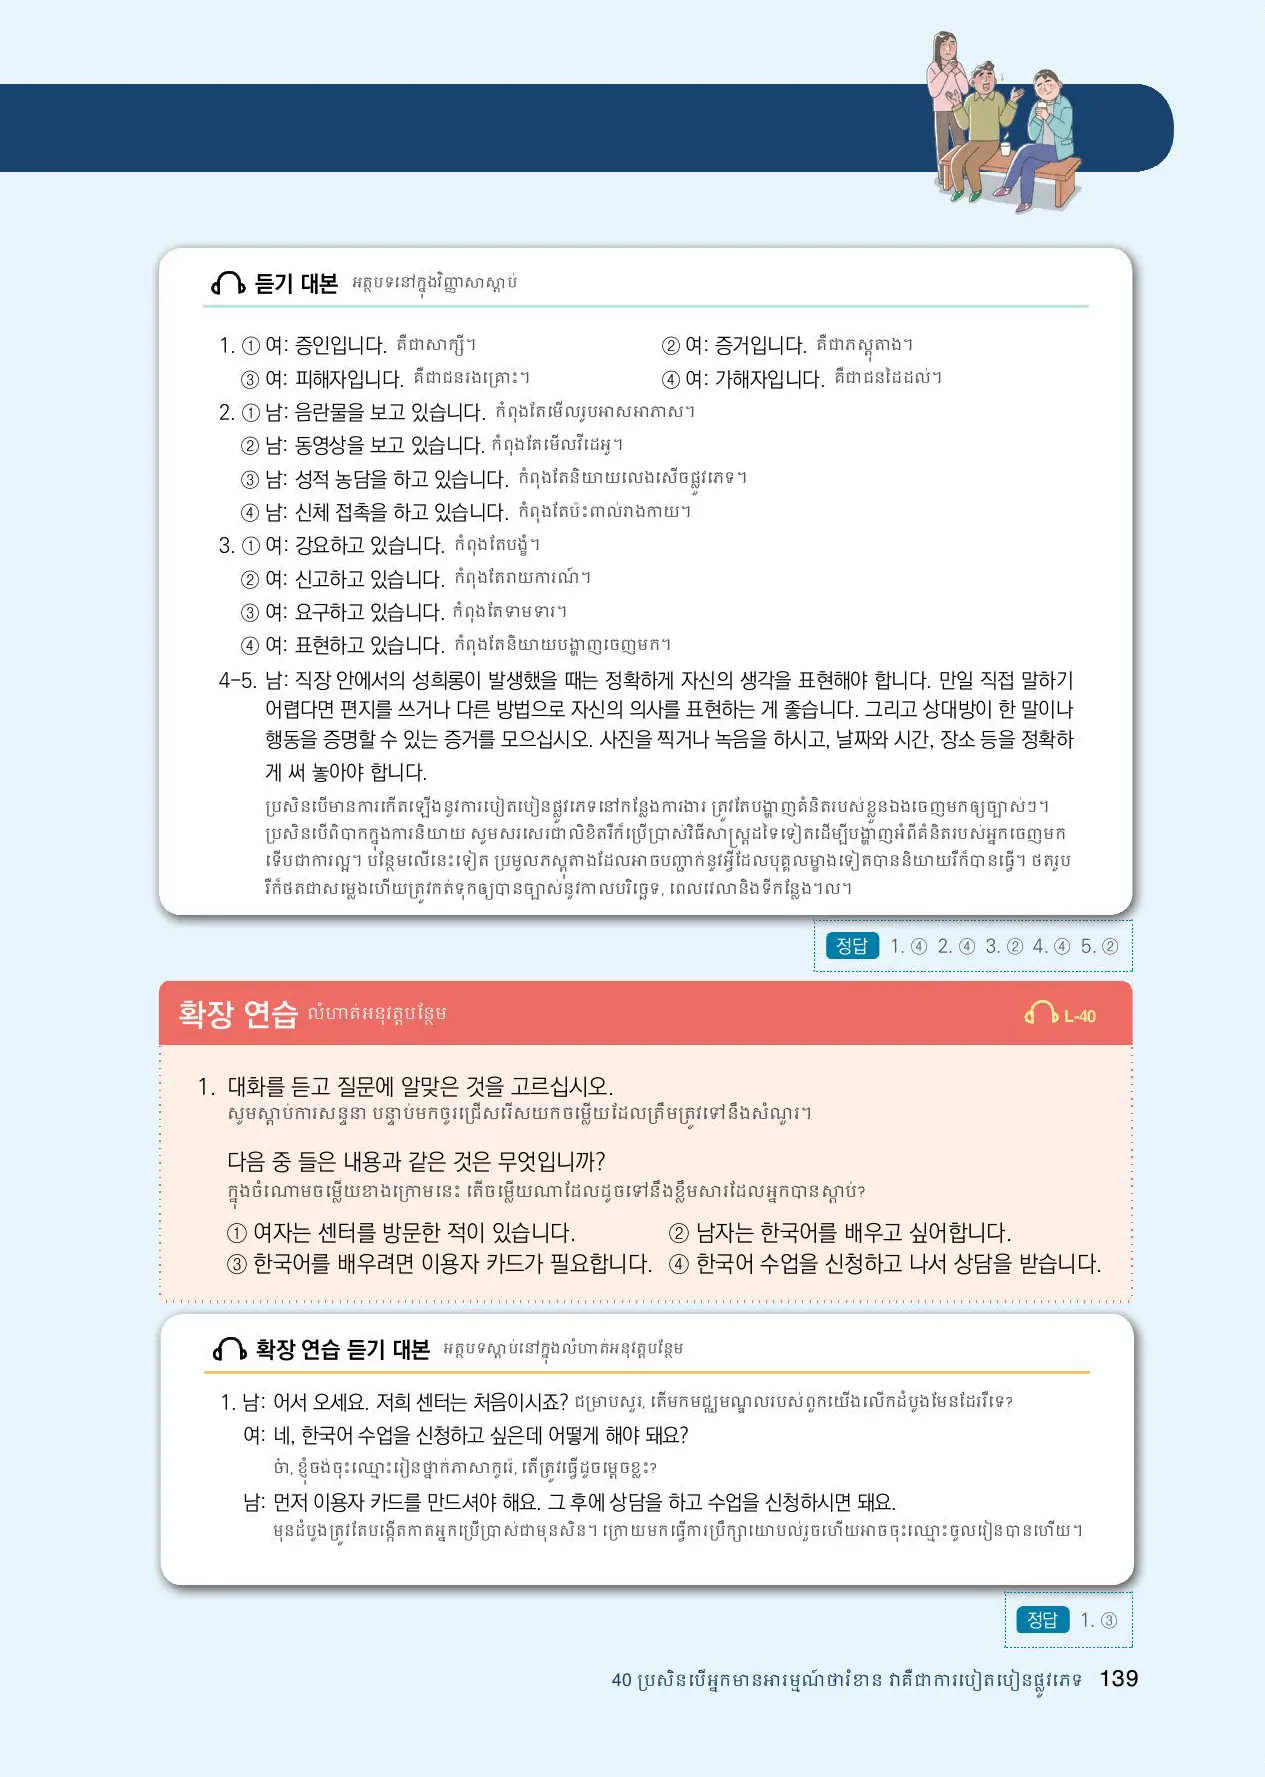 듣기 대본 អត្ថបទនៅក្នុងវិញ្ញាសាស្តាប់
1. ① 여: 증인입니다. គឺជាសាក្សី។ ② 여: 증거입니다. គឺជាភស្តុតាង។
③ 여: 피해자입니다. គឺជាជនរងគ្រោះ។ ④ 여: 가해자입니다. គឺជាជនដៃដល់។
2. ① 남: 음란물을 보고 있습니다. កំពុងតែមើលរូបអាសអាភាស។
② 남: 동영상을 보고 있습니다. កំពុងតែមើលវីដេអូ។
③ 남: 성적 농담을 하고 있습니다. កំពុងតែនិយាយលេងសើចផ្លូវភេទ។
④ 남: 신체 접촉을 하고 있습니다. កំពុងតែប៉ះពាល់រាងកាយ។
3. ① 여: 강요하고 있습니다. កំពុងតែបង្ខំ។
② 여: 신고하고 있습니다. កំពុងតែរាយការណ៍។
③ 여: 요구하고 있습니다. កំពុងតែទាមទារ។
④ 여: 표현하고 있습니다. កំពុងតែនិយាយបង្ហាញចេញមក។
4-5. 남: 직장 안에서의 성희롱이 발생했을 때는 정확하게 자신의 생각을 표현해야 합니다. 만일 직접 말하기
어렵다면 편지를 쓰거나 다른 방법으로 자신의 의사를 표현하는 게 좋습니다. 그리고 상대방이 한 말이나
행동을 증명할 수 있는 증거를 모으십시오. 사진을 찍거나 녹음을 하시고, 날짜와 시간, 장소 등을 정확하
게 써 놓아야 합니다.
ប្រសិនបើមានការកើតឡើងនូវការបៀតបៀនផ្លូវភេទនៅកន្លែងការងារ ត្រូវតែបង្ហាញគំនិតរបស់ខ្លួនឯងចេញមកឲ្យច្បាស់ៗ។
ប្រសិនបើពិបាកក្នុងការនិយាយ សូមសរសេរជាលិខិតរឺក៏ប្រើប្រាស់វិធីសាស្ត្រដទៃទៀតដើម្បីបង្ហាញអំពីគំនិតរបស់អ្នកចេញមក
ទើបជាការល្អ។ បន្ថែមលើនេះទៀត ប្រមូលភស្តុតាងដែលអាចបញ្ជាក់នូវអ្វីដែលបុគ្គលម្ខាងទៀតបាននិយាយរឺក៏បានធ្វើ។ ថតរូប
រឺក៏ថតជាសម្លេងហើយត្រូវកត់ទុកឲ្យបានច្បាស់នូវកាលបរិច្ឆេទ, ពេលវេលានិងទីកន្លែង។ល។
정답 1. ④ 2. ④ 3. ② 4. ④ 5. ②
확장 연습 លំហាត់អនុវត្តបន្ថែម L-40
1. 대화를 듣고 질문에 알맞은 것을 고르십시오.
សូមស្តាប់ការសន្ទនា បន្ទាប់មកចូរជ្រើសរើសយកចម្លើយដែលត្រឹមត្រូវទៅនឹងសំណួរ។
다음 중 들은 내용과 같은 것은 무엇입니까?
ក្នុងចំណោមចម្លើយខាងក្រោមនេះ តើចម្លើយណាដែលដូចទៅនឹងខ្លឹមសារដែលអ្នកបានស្តាប់?
① 여자는 센터를 방문한 적이 있습니다. ② 남자는 한국어를 배우고 싶어합니다.
③ 한국어를 배우려면 이용자 카드가 필요합니다. ④ 한국어 수업을 신청하고 나서 상담을 받습니다.
확장 연습 듣기 대본 អត្ថបទស្តាប់នៅក្នុងលំហាត់អនុវត្តបន្ថែម
1. 남: 어서 오세요. 저희 센터는 처음이시죠? ជម្រាបសួរ, តើមកមជ្ឈមណ្ឌលរបស់ពួកយើងលើកដំបូងមែនដែររឺទេ?
여: 네, 한국어 수업을 신청하고 싶은데 어떻게 해야 돼요?
ចា៎, ខ្ញុំចង់ចុះឈ្មោះរៀនថ្នាក់ភាសាកូរ៉េ, តើត្រូវធ្វើដូចម្តេចខ្លះ?
남: 먼저 이용자 카드를 만드셔야 해요. 그 후에 상담을 하고 수업을 신청하시면 돼요.
មុនដំបូងត្រូវតែបង្កើតកាតអ្នកប្រើប្រាស់ជាមុនសិន។ ក្រោយមកធ្វើការប្រឹក្សាយោបល់រួចហើយអាចចុះឈ្មោះចូលរៀនបានហើយ។
정답 1. ③
40 ប្រសិនបើអ្នកមានអារម្មណ៍ថារំខាន វាគឺជាការបៀតបៀនផ្លូវភេទ 139